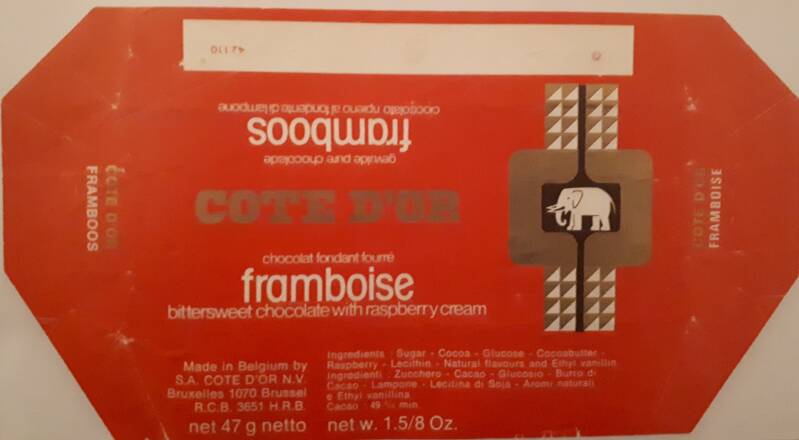 42110
cioccolato ripieno al fondente di lampone
framboos
gevulde pure chocolade
COTE D'OR
chocolat fondant fourré
framboise
bittersweet chocolate with raspberry cream
COTE D'OR
FRAMBOOS
COTE D'OR
FRAMBOISE
Made in Belgium by
S.A. COTE D'OR N.V.
Bruxelles 1070 Brussel
R.C.B. 3651 H.R.B.
net 47 g netto
Ingredients : Sugar - Cocoa - Glucose - Cocoabutter -
Raspberry - Lecithin - Natural flavours and Ethyl vanillin
Ingredienti : Zucchero - Cacao - Glucosio - Burro di
Cacao - Lampone - Lecitina di Soja - Aromi naturali
e Ethyl vanillina
Cacao : 49 % min.
net w. 1.5/8 Oz.